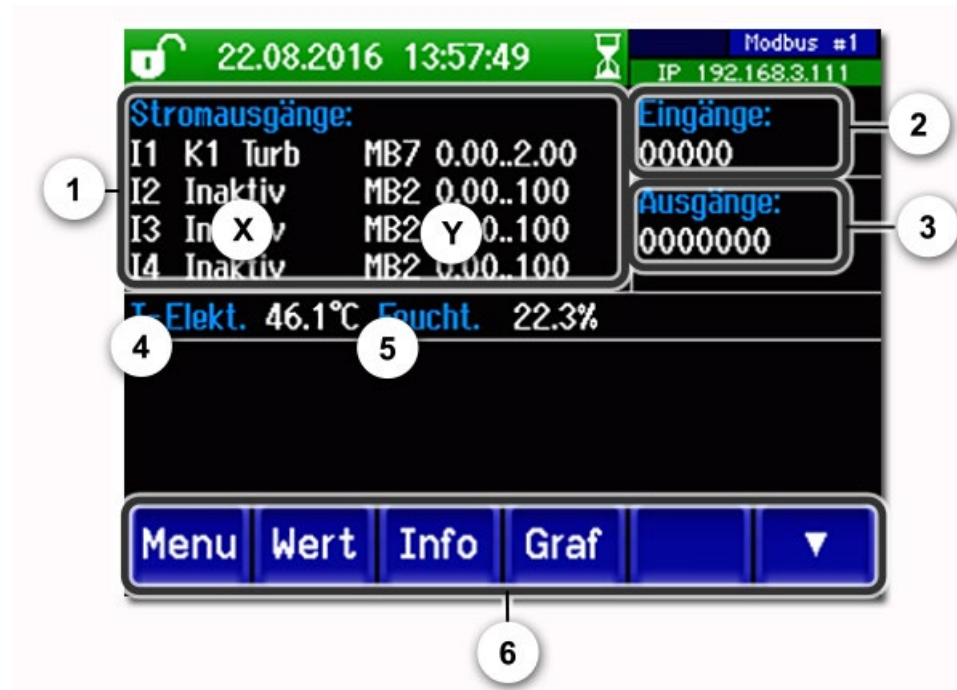 22.08.2016 13:57:49
Modbus #1
IP 192.168.3.111
Stromausgänge:
I1 K1 Turb MB7 0.00..2.00
I2 Inaktiv MB2 0.00..100
I3 MB2 ..100
I4 Inaktiv MB2 0.00..100
Eingänge:
00000
Ausgänge:
0000000
T-Elekt. 46.1°C Feucht. 22.3%
Menu Wert Info Graf
1
2
3
4
5
6
X
Y